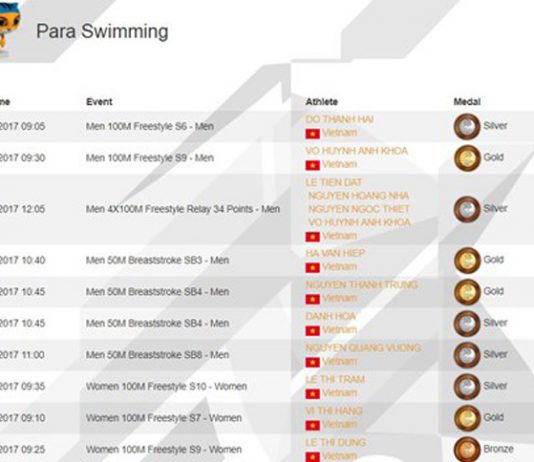 Para Swimming
me Event Athlete Medal
2017 09:05 Men 100M Freestyle S6 - Men DO THANH HAI Vietnam Silver
2017 09:30 Men 100M Freestyle S9 - Men VO HUYNH ANH KHOA Vietnam Gold
2017 12:05 Men 4X100M Freestyle Relay 34 Points - Men LE TIEN DAT
NGUYEN HOANG NHA
NGUYEN NGOC THIET
VO HUYNH ANH KHOA
Vietnam Silver
2017 10:40 Men 50M Breaststroke SB3 - Men HA VAN HIEP Vietnam Gold
2017 10:45 Men 50M Breaststroke SB4 - Men NGUYEN THANH TRUNG Vietnam Gold
2017 10:45 Men 50M Breaststroke SB4 - Men DANH HOA Vietnam Silver
2017 11:00 Men 50M Breaststroke SB8 - Men NGUYEN QUANG VUONG Vietnam Silver
2017 09:35 Women 100M Freestyle S10 - Women LE THI TRAM Vietnam Silver
2017 09:10 Women 100M Freestyle S7 - Women VI THI HANG Vietnam Gold
2017 09:25 Women 100M Freestyle S9 - Women LE THI DUNG Vietnam Bronze